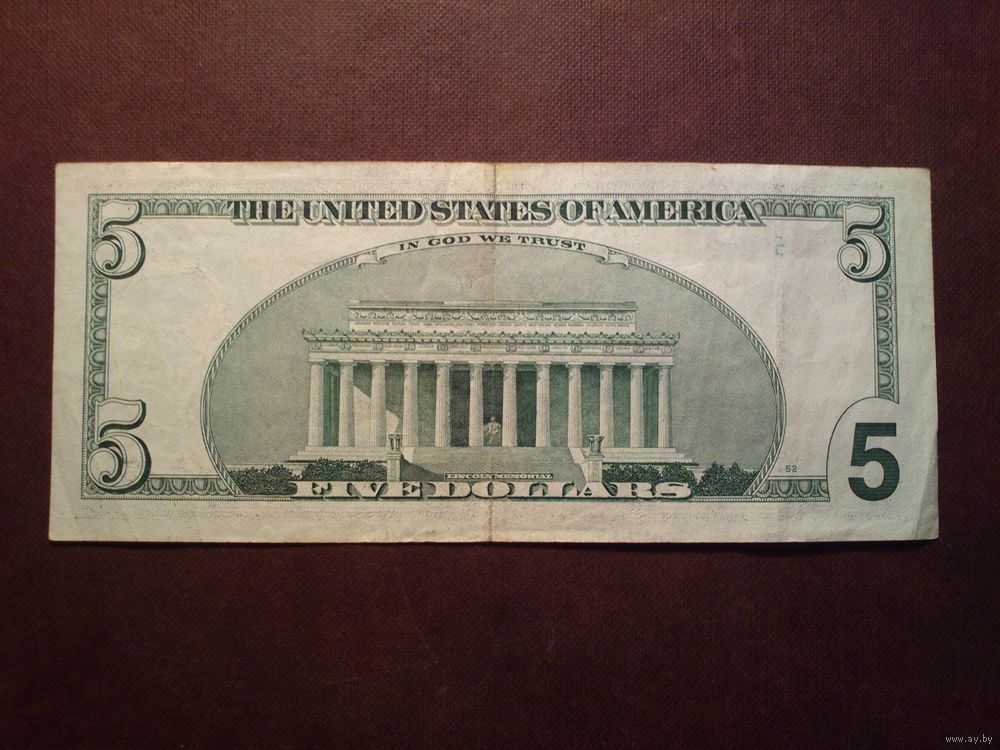 5 THE UNITED STATES OF AMERICA 5
IN GOD WE TRUST
LINCOLN MEMORIAL
5 FIVE DOLLARS 52 5
www.ay.by